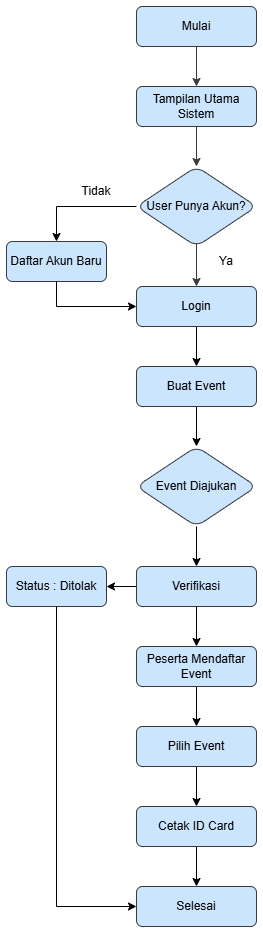 Mulai
Tampilan Utama
Sistem
User Punya Akun?
Tidak
Ya
Daftar Akun Baru
Login
Buat Event
Event Diajukan
Status : Ditolak
Verifikasi
Peserta Mendaftar
Event
Pilih Event
Cetak ID Card
Selesai